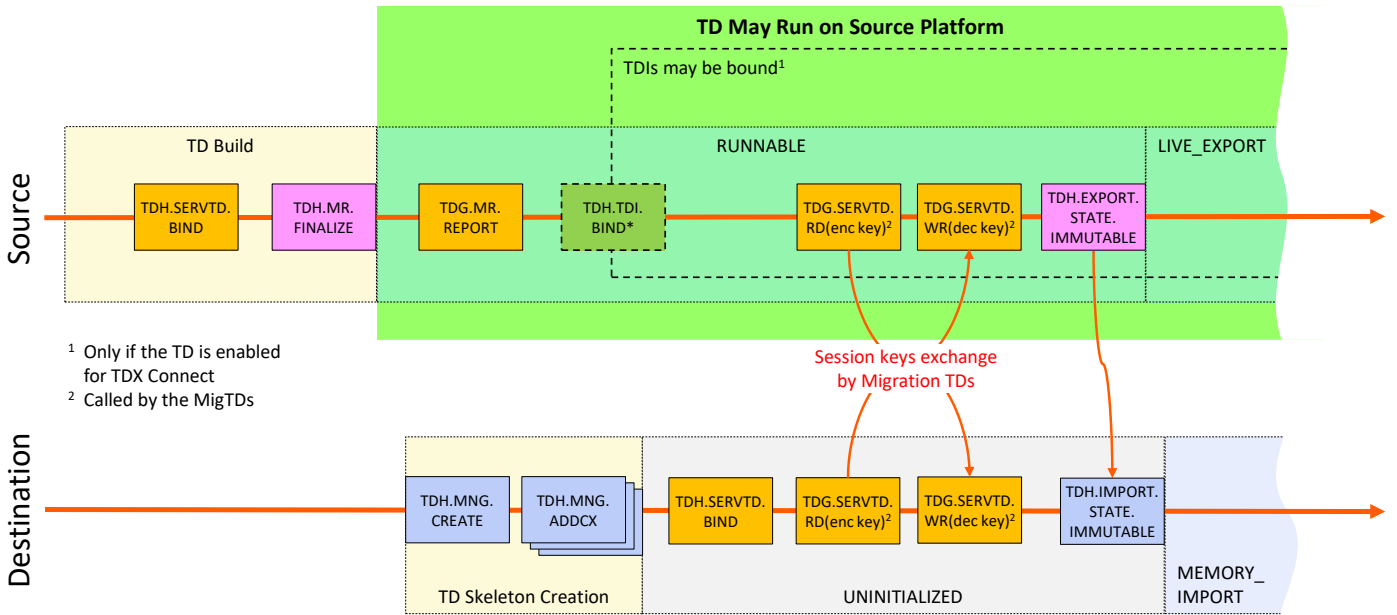 TD May Run on Source Platform
TDIs may be bound1
TD Build
RUNNABLE
LIVE_EXPORT
Source
TDH.SERVTD.
BIND
TDH.MR.
FINALIZE
TDG.MR.
REPORT
TDH.TDI.
BIND*
TDG.SERVTD.
RD(enc key)2
TDG.SERVTD.
WR(dec key)2
TDH.EXPORT.
STATE.
IMMUTABLE
1 Only if the TD is enabled
for TDX Connect
2 Called by the MigTDs
Session keys exchange
by Migration TDs
Destination
TDH.MNG.
CREATE
TDH.MNG.
ADDCX
TDH.SERVTD.
BIND
TDG.SERVTD.
RD(enc key)2
TDG.SERVTD.
WR(dec key)2
TDH.IMPORT.
STATE.
IMMUTABLE
TD Skeleton Creation
UNINITIALIZED
MEMORY_
IMPORT